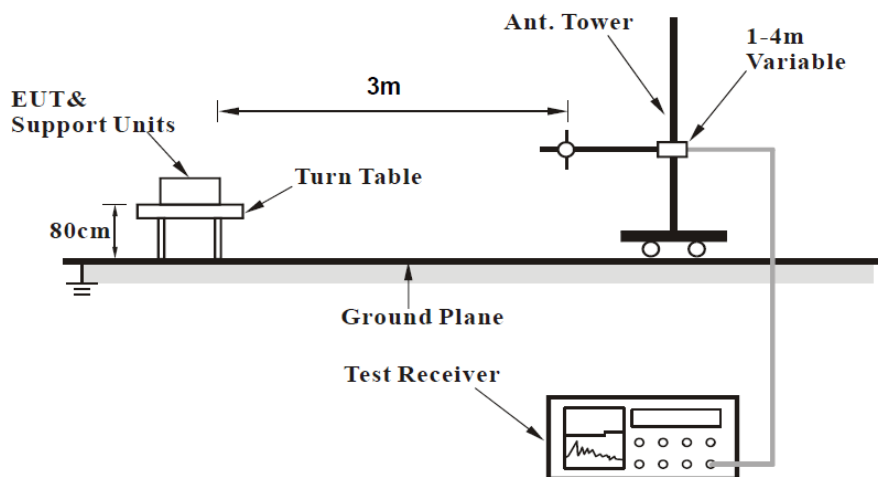 Ant. Tower
1-4m
Variable
3m
EUT&
Support Units
Turn Table
80cm
Ground Plane
Test Receiver